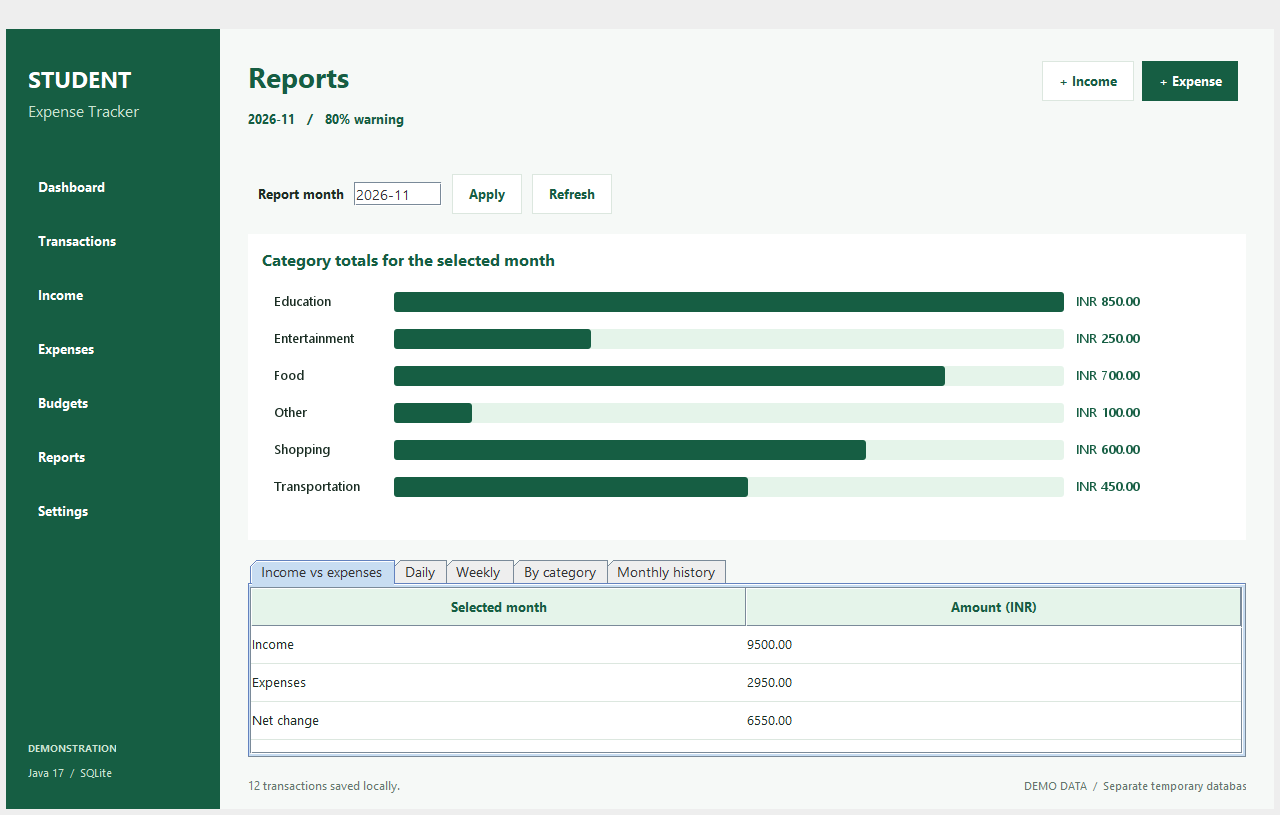 STUDENT
Expense Tracker
Dashboard
Transactions
Income
Expenses
Budgets
Reports
Settings
DEMONSTRATION
Java 17 / SQLite
Reports
2026-11 / 80% warning
+ Income
+ Expense
Report month 2026-11 Apply Refresh
Category totals for the selected month
Education INR 850.00
Entertainment INR 250.00
Food INR 700.00
Other INR 100.00
Shopping INR 600.00
Transportation INR 450.00
Income vs expenses Daily Weekly By category Monthly history
Selected month Amount (INR)
Income 9500.00
Expenses 2950.00
Net change 6550.00
12 transactions saved locally.
DEMO DATA / Separate temporary databas